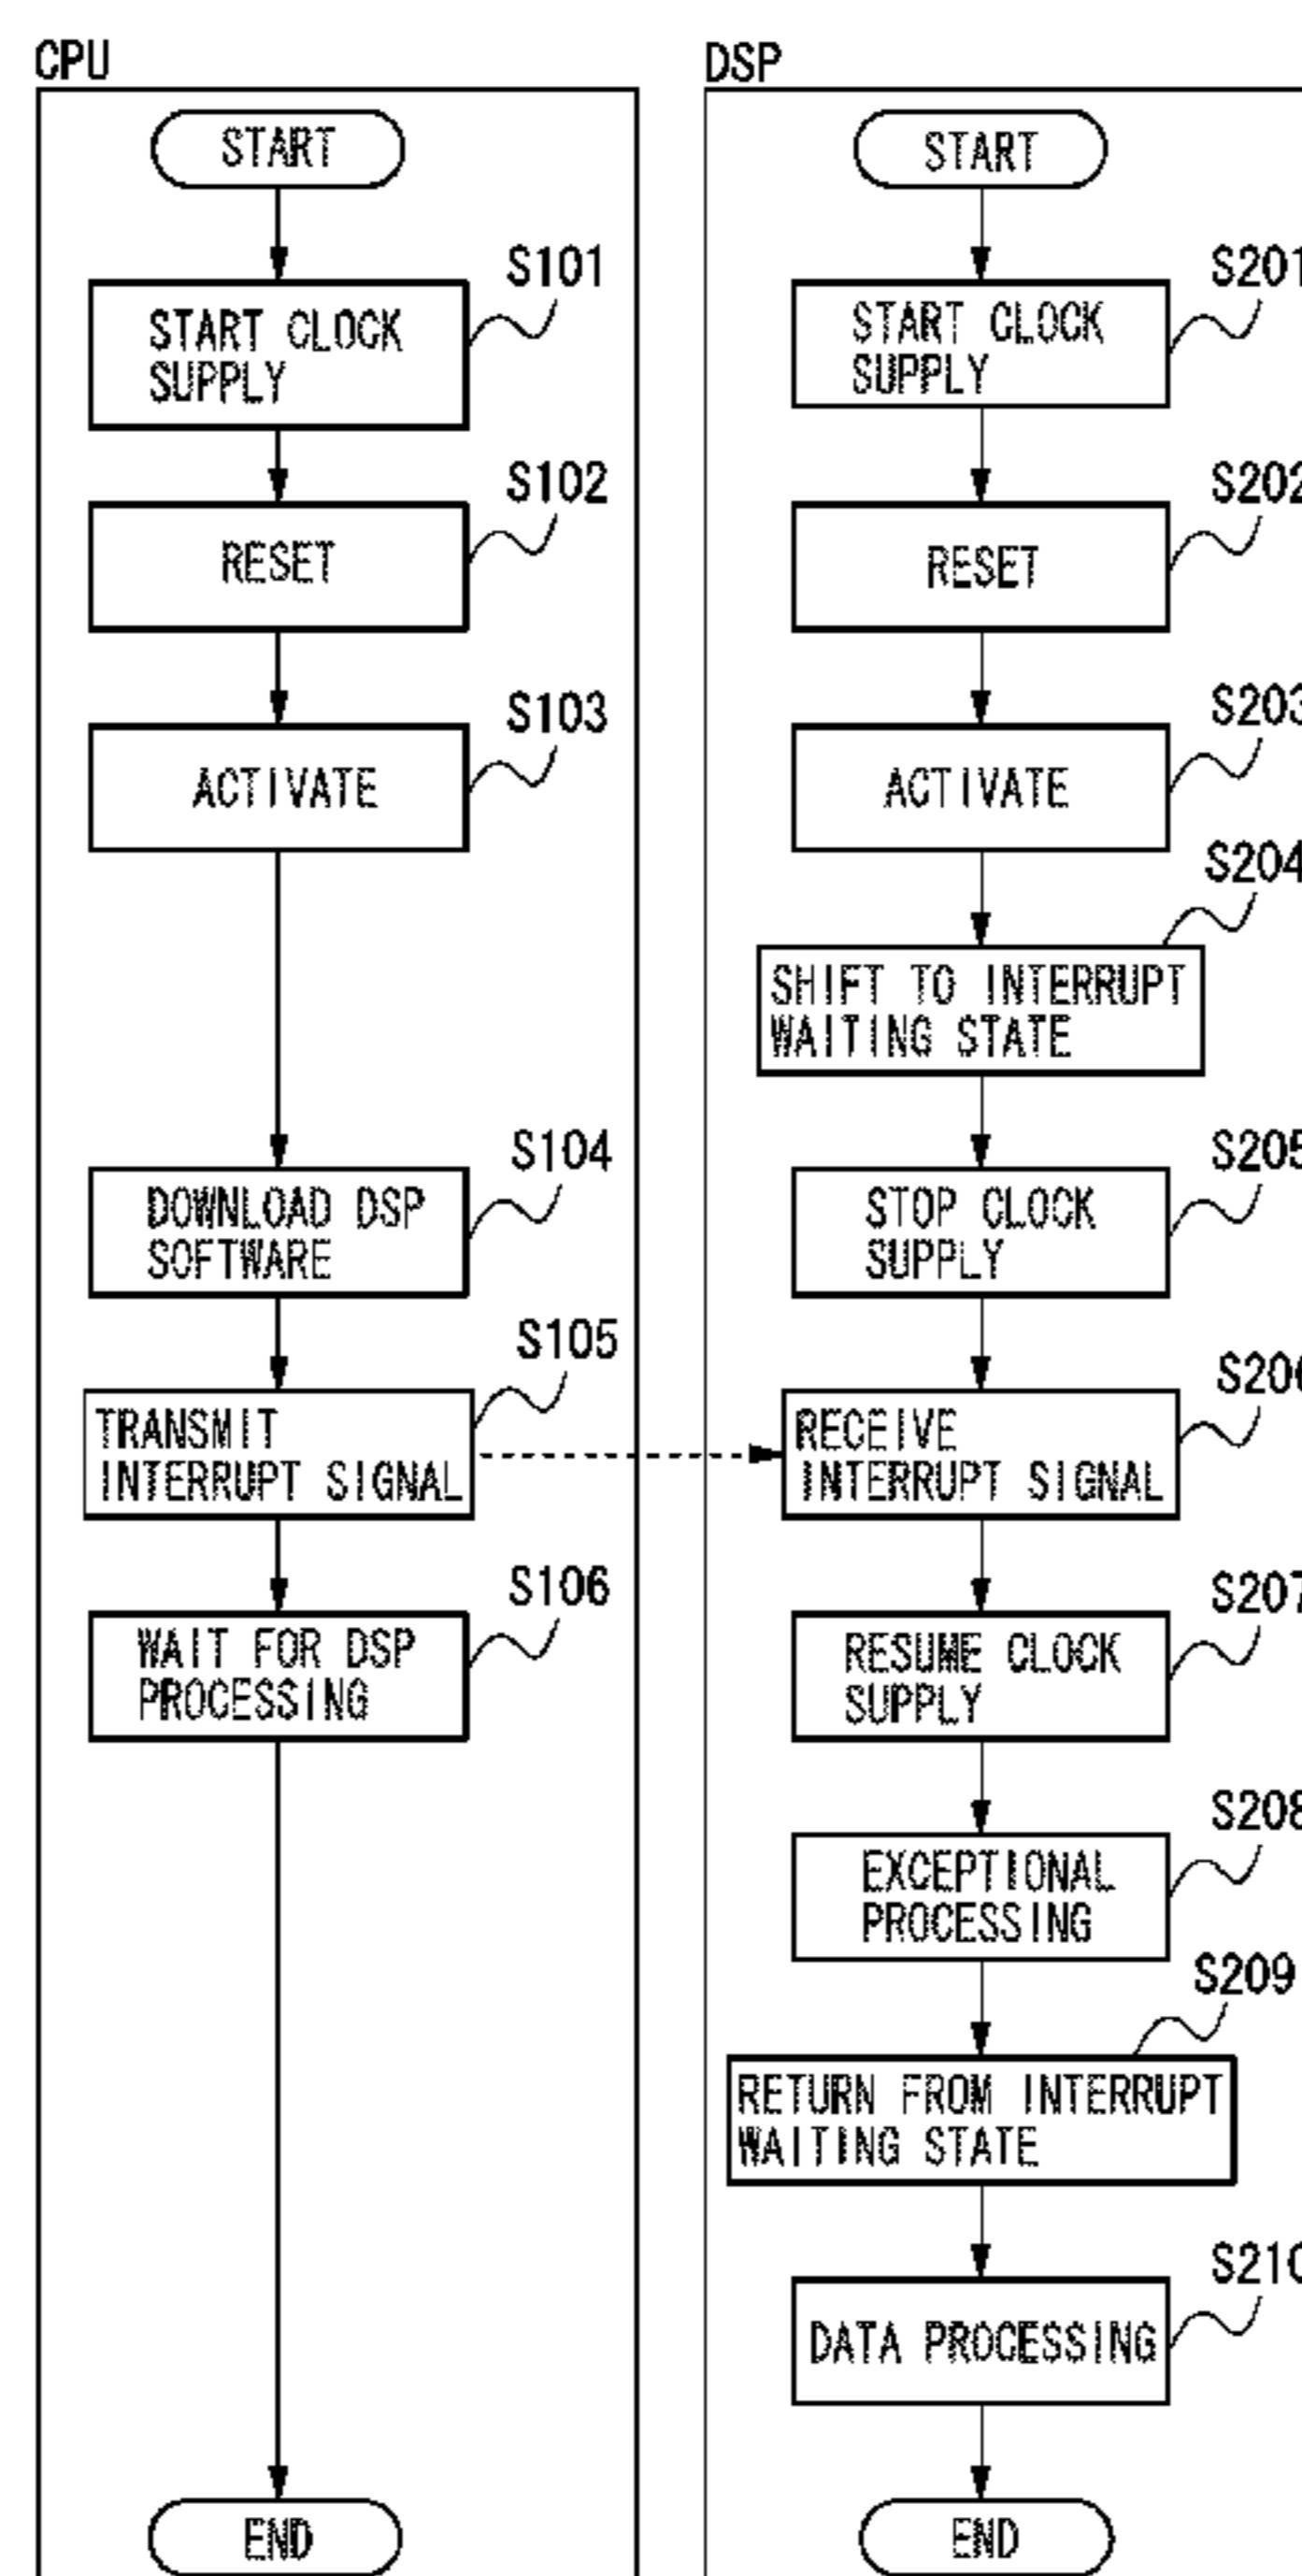 CPU
START
S101
START CLOCK
SUPPLY
S102
RESET
S103
ACTIVATE
S104
DOWNLOAD DSP
SOFTWARE
S105
TRANSMIT
INTERRUPT SIGNAL
S106
WAIT FOR DSP
PROCESSING
END
DSP
START
S201
START CLOCK
SUPPLY
S202
RESET
S203
ACTIVATE
S204
SHIFT TO INTERRUPT
WAITING STATE
S205
STOP CLOCK
SUPPLY
S206
RECEIVE
INTERRUPT SIGNAL
S207
RESUME CLOCK
SUPPLY
S208
EXCEPTIONAL
PROCESSING
S209
RETURN FROM INTERRUPT
WAITING STATE
S210
DATA PROCESSING
END